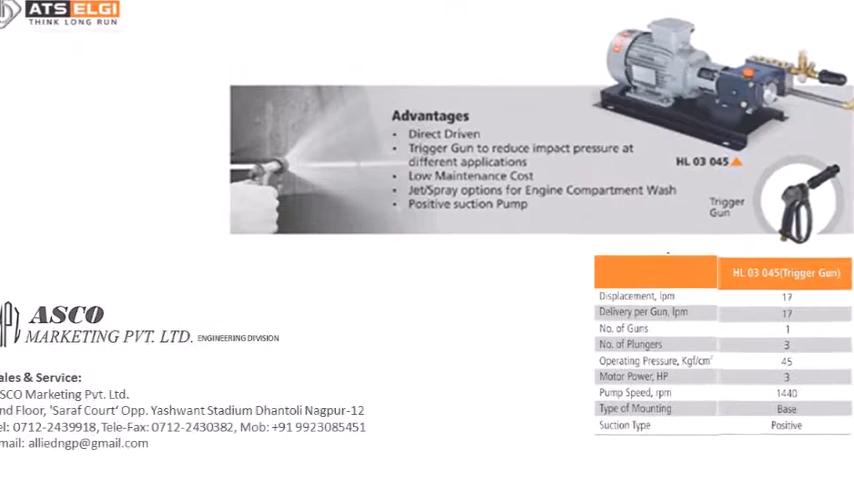 ATS ELGI
THINK LONG RUN
Advantages
• Direct Driven
• Trigger Gun to reduce impact pressure at
different applications
• Low Maintenance Cost
• Jet/Spray options for Engine Compartment Wash
• Positive suction Pump
HL 03 045
Trigger
Gun
HL 03 045(Trigger Gun)
Displacement, lpm 17
Delivery per Gun, lpm 17
No. of Guns 1
No. of Plungers 3
Operating Pressure, Kgf/cm² 45
Motor Power, HP 3
Pump Speed, rpm 1440
Type of Mounting Base
Suction Type Positive
ASCO
MARKETING PVT. LTD. ENGINEERING DIVISION
ales & Service:
SCO Marketing Pvt. Ltd.
nd Floor, 'Saraf Court' Opp. Yashwant Stadium Dhantoli Nagpur-12
el: 0712-2439918, Tele-Fax: 0712-2430382, Mob: +91 9923085451
mail: alliedngp@gmail.com